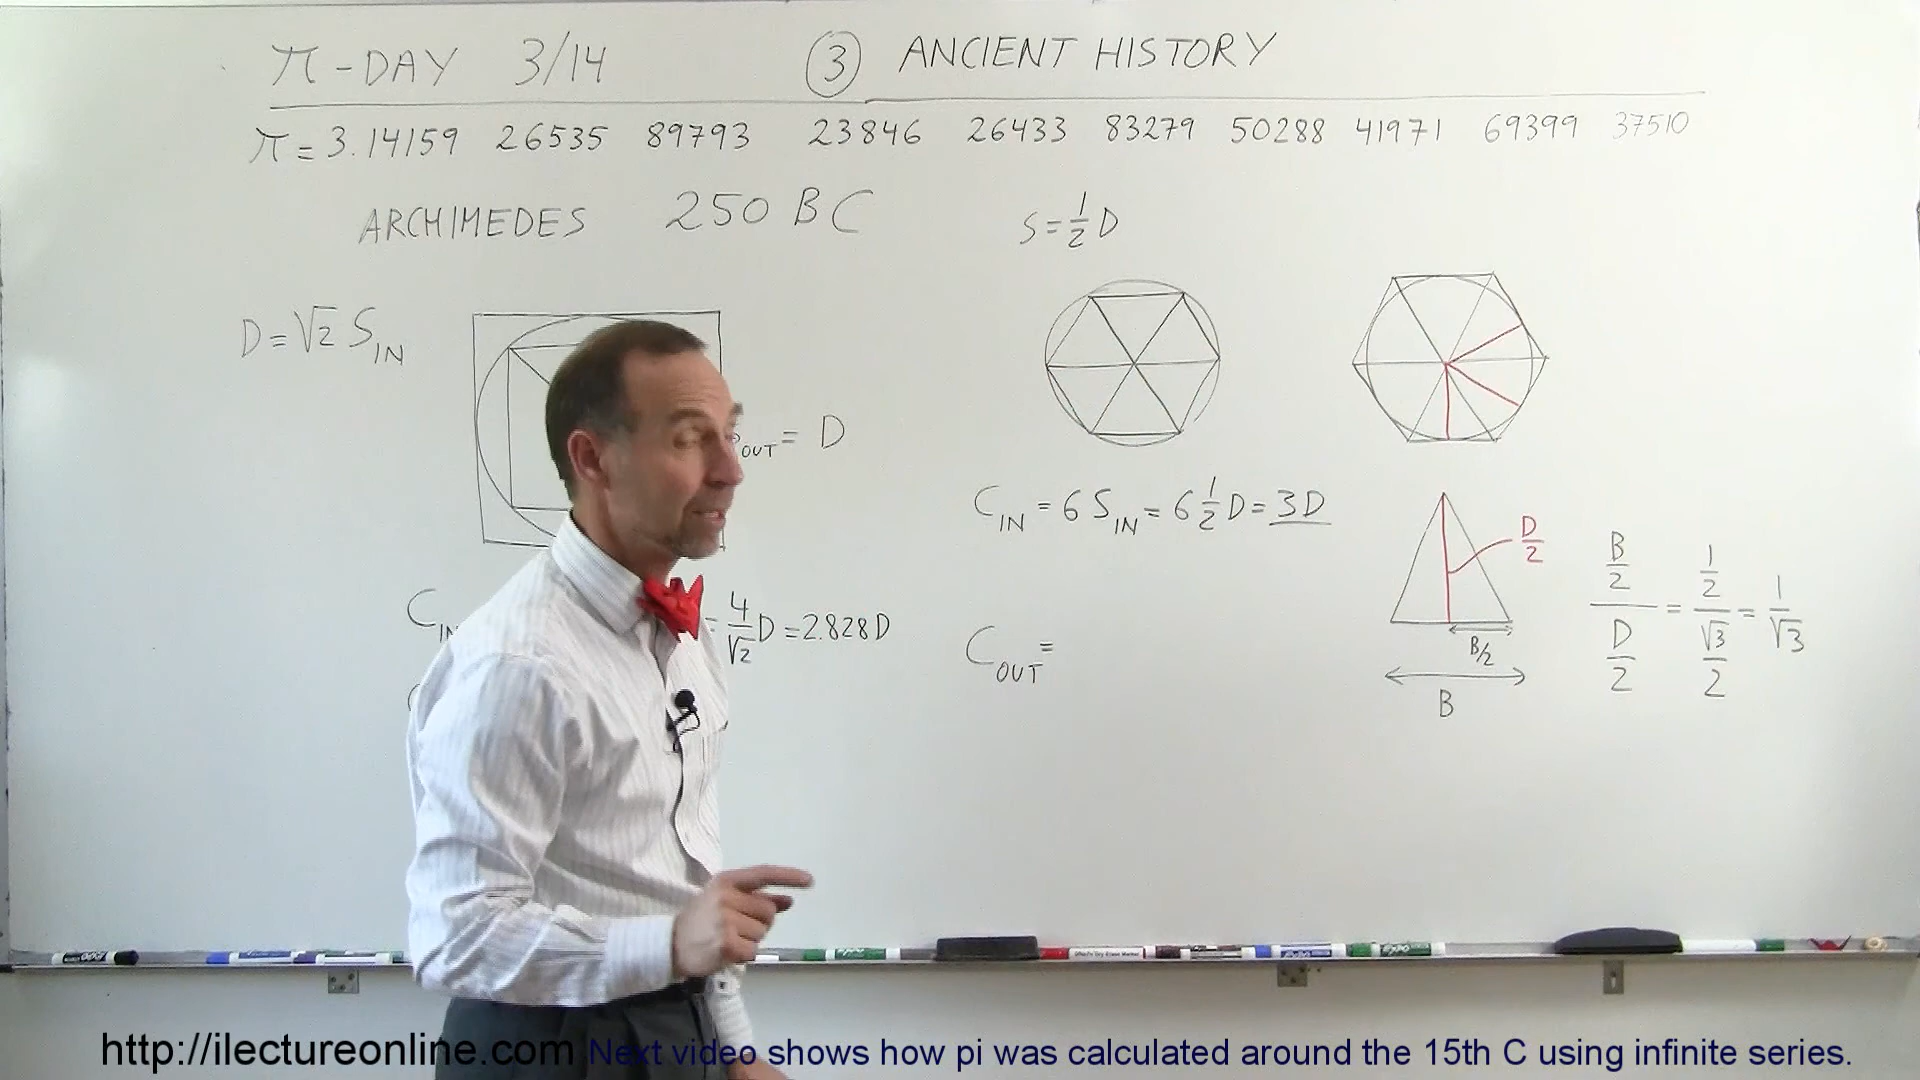 π-DAY 3/14 ③ ANCIENT HISTORY
π = 3.14159 26535 89793 23846 26433 83279 50288 41971 69399 37510
ARCHIMEDES 250 BC
S = 1/2 D
D = √2 S_IN
OUT = D
C_IN = 6 S_IN = 6 1/2 D = 3D
D/2
B/2 / D/2 = 1/2 / √3/2 = 1/√3
C_IN = 4/√2 D = 2.828 D
B/2
C_OUT =
B
EXPO
http://ilectureonline.com Next video shows how pi was calculated around the 15th C using infinite series.